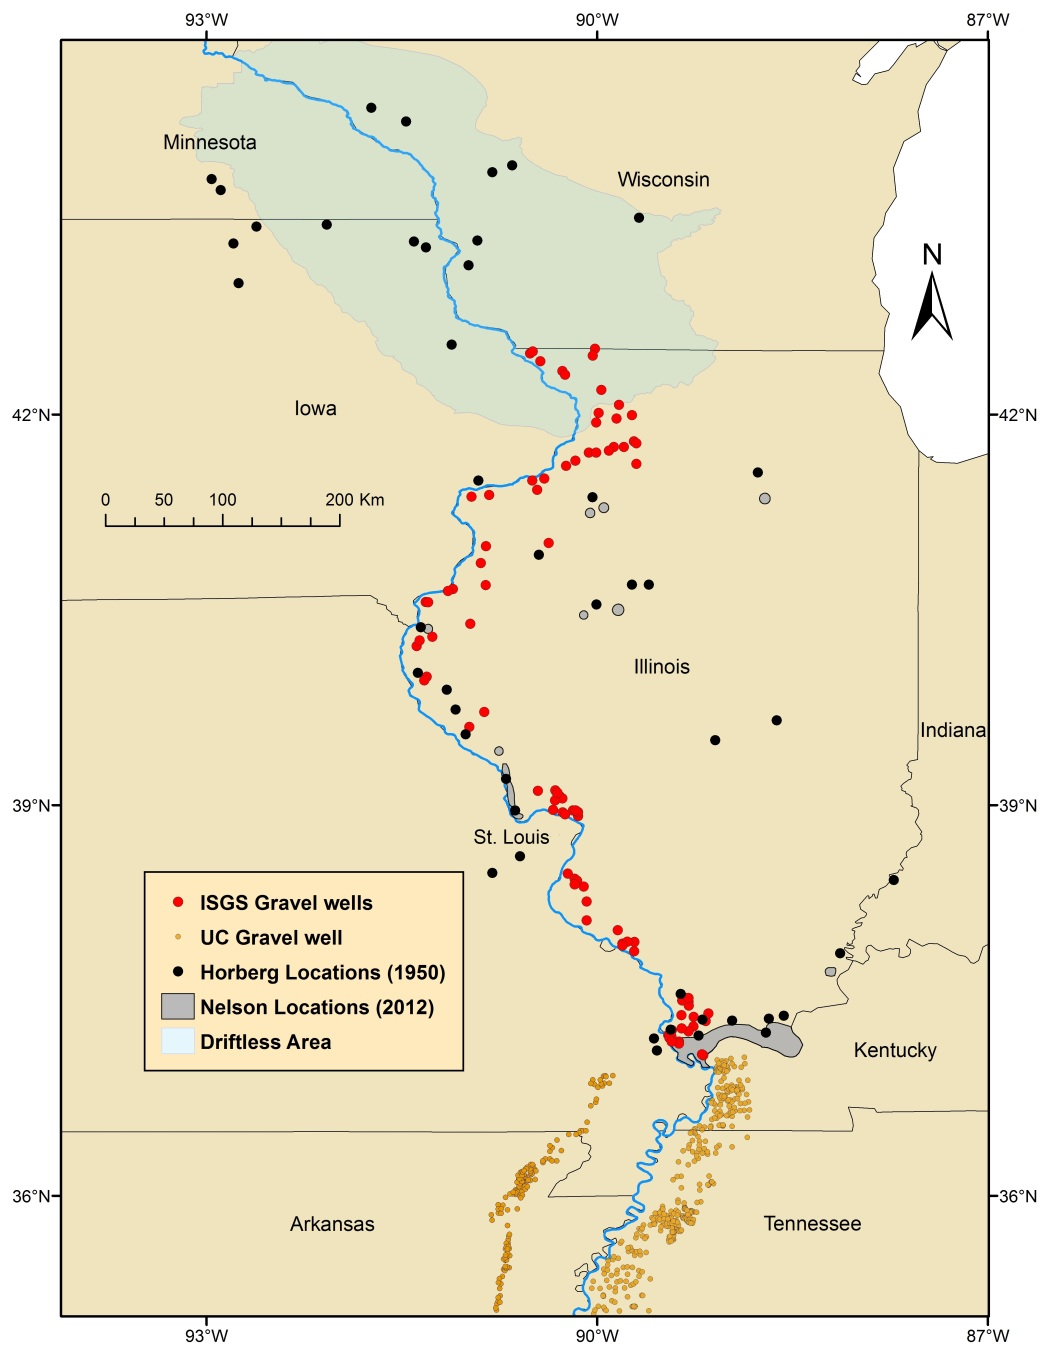 93°W 90°W 87°W
Minnesota
Wisconsin
N
Iowa
42°N 42°N
0 50 100 200 Km
Illinois
Indiana
39°N 39°N
St. Louis
ISGS Gravel wells
UC Gravel well
Horberg Locations (1950)
Nelson Locations (2012)
Driftless Area
Kentucky
36°N 36°N
Arkansas Tennessee
93°W 90°W 87°W